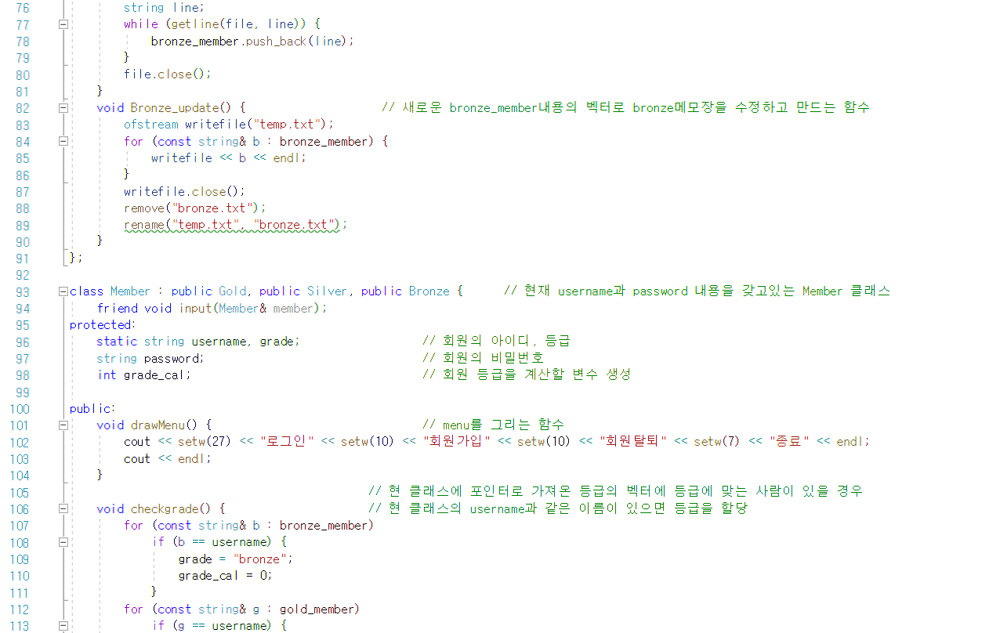 76 string line;
77 while (getline(file, line)) {
78 bronze_member.push_back(line);
79 }
80 file.close();
81 }
82 void Bronze_update() { // 새로운 bronze_member내용의 벡터로 bronze메모장을 수정하고 만드는 함수
83 ofstream writefile("temp.txt");
84 for (const string& b : bronze_member) {
85 writefile << b << endl;
86 }
87 writefile.close();
88 remove("bronze.txt");
89 rename("temp.txt", "bronze.txt");
90 }
91 };
92
93 class Member : public Gold, public Silver, public Bronze { // 현재 username과 password 내용을 갖고있는 Member 클래스
94 friend void input(Member& member);
95 protected:
96 static string username, grade; // 회원의 아이디, 등급
97 string password; // 회원의 비밀번호
98 int grade_cal; // 회원 등급을 계산할 변수 생성
99
100 public:
101 void drawMenu() { // menu를 그리는 함수
102 cout << setw(27) << "로그인" << setw(10) << "회원가입" << setw(10) << "회원탈퇴" << setw(7) << "종료" << endl;
103 cout << endl;
104 }
105 // 현 클래스에 포인터로 가져온 등급의 벡터에 등급에 맞는 사람이 있을 경우
106 void checkgrade() { // 현 클래스의 username과 같은 이름이 있으면 등급을 할당
107 for (const string& b : bronze_member)
108 if (b == username) {
109 grade = "bronze";
110 grade_cal = 0;
111 }
112 for (const string& g : gold_member)
113 if (g == username) {